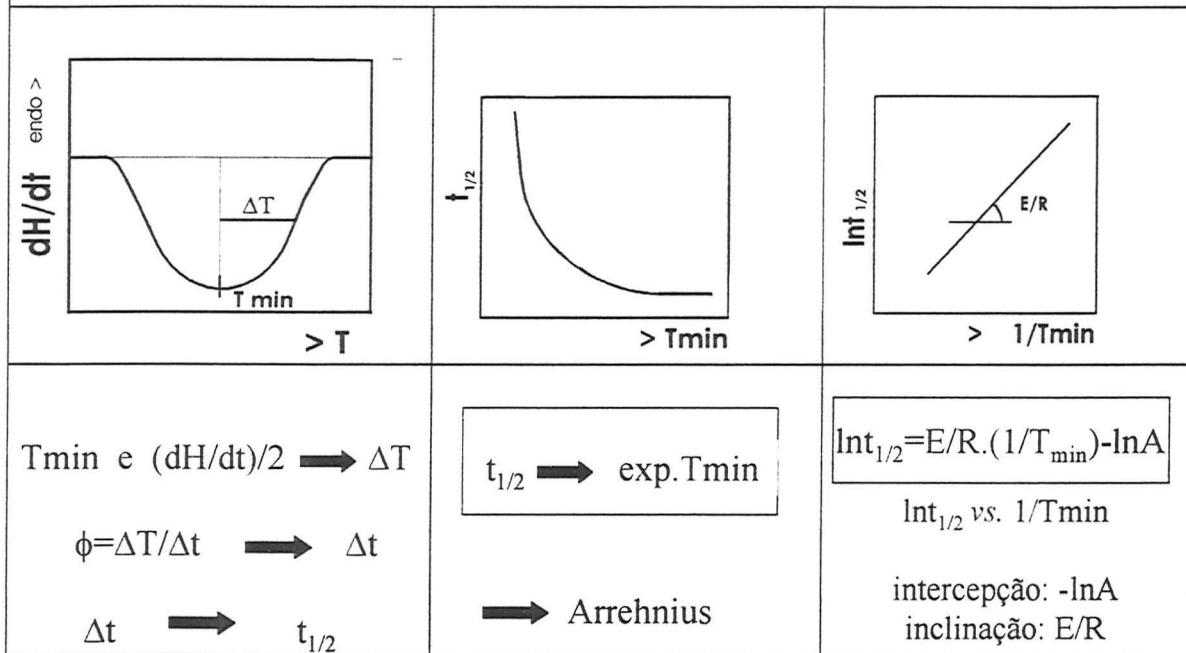 endo >
dH/dt
ΔT
T min
> T
t1/2
> Tmin
lnt1/2
E/R
> 1/Tmin
Tmin e (dH/dt)/2 ➡ ΔT
ϕ=ΔT/Δt ➡ Δt
Δt ➡ t1/2
t1/2 ➡ exp.Tmin
➡ Arrehnius
lnt1/2=E/R.(1/Tmin)-lnA
lnt1/2 vs. 1/Tmin
intercepção: -lnA
inclinação: E/R